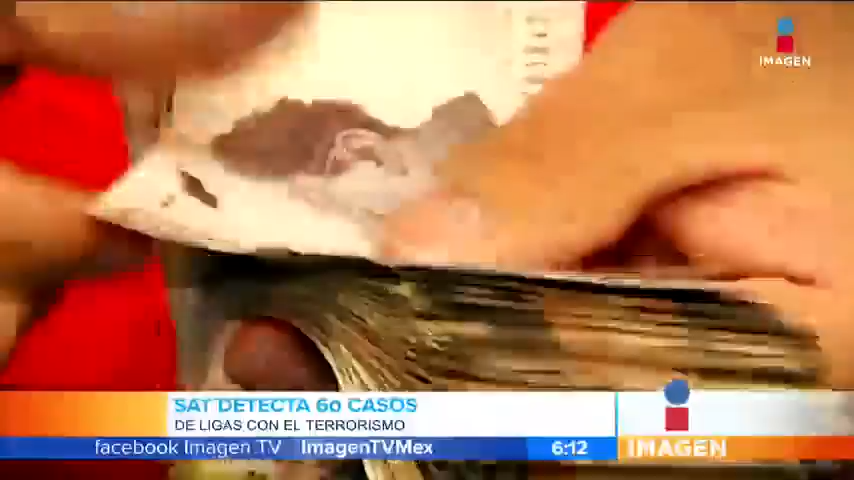 IMAGEN
SAT DETECTA 60 CASOS
DE LIGAS CON EL TERRORISMO
facebook Imagen TV ImagenTVMex 6:12
IMAGEN